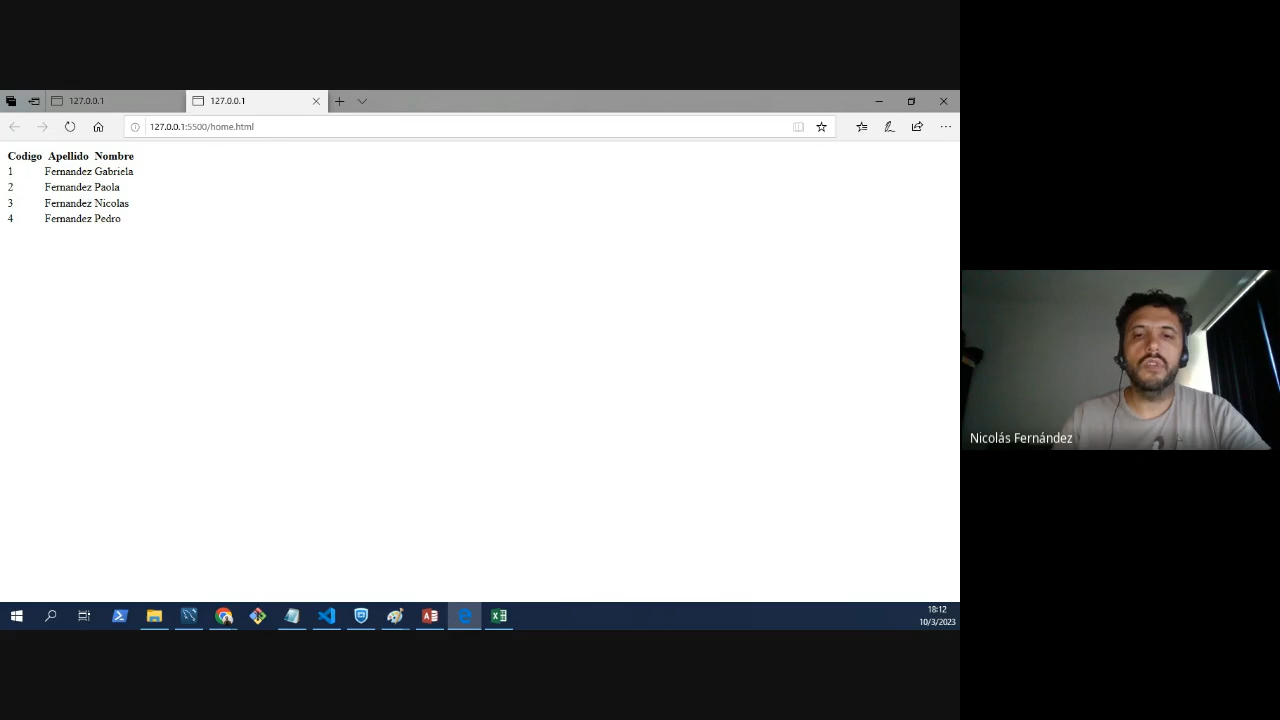 127.0.0.1
127.0.0.1
127.0.0.1:5500/home.html
Codigo Apellido Nombre
1 Fernandez Gabriela
2 Fernandez Paola
3 Fernandez Nicolas
4 Fernandez Pedro
Nicolás Fernández
18:12
10/3/2023